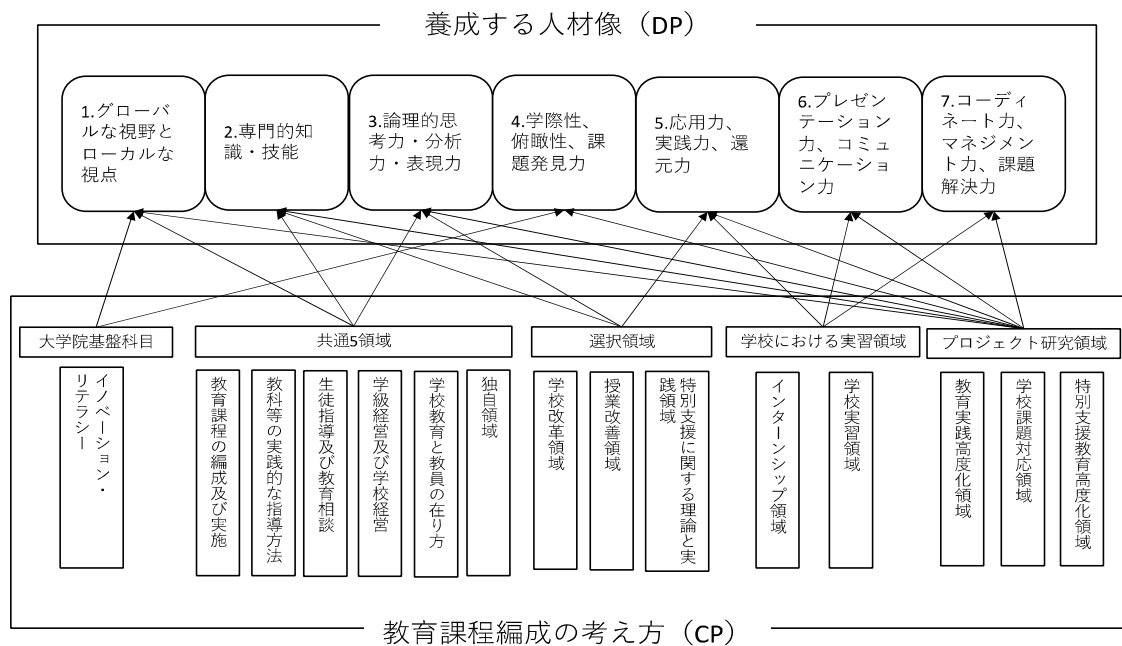 養成する人材像（DP）
1.グローバ
ルな視野と
ローカルな
視点
2.専門的知
識・技能
3.論理的思
考力・分析
力・表現力
4.学際性、
俯瞰性、課
題発見力
5.応用力、
実践力、還
元力
6.プレゼン
テーション
力、コミュ
ニケーショ
ン力
7.コーディ
ネート力、
マネジメン
ト力、課題
解決力
大学院基盤科目
イノベーション・
リテラシー
共通5領域
教育課程の編成及び実施
教科等の実践的な指導方法
生徒指導及び教育相談
学級経営及び学校経営
学校教育と教員の在り方
独自領域
選択領域
学校改革領域
授業改善領域
特別支援に関する理論と実
践領域
学校における実習領域
インターンシップ領域
学校実習領域
プロジェクト研究領域
教育実践高度化領域
学校課題対応領域
特別支援教育高度化領域
教育課程編成の考え方（CP）